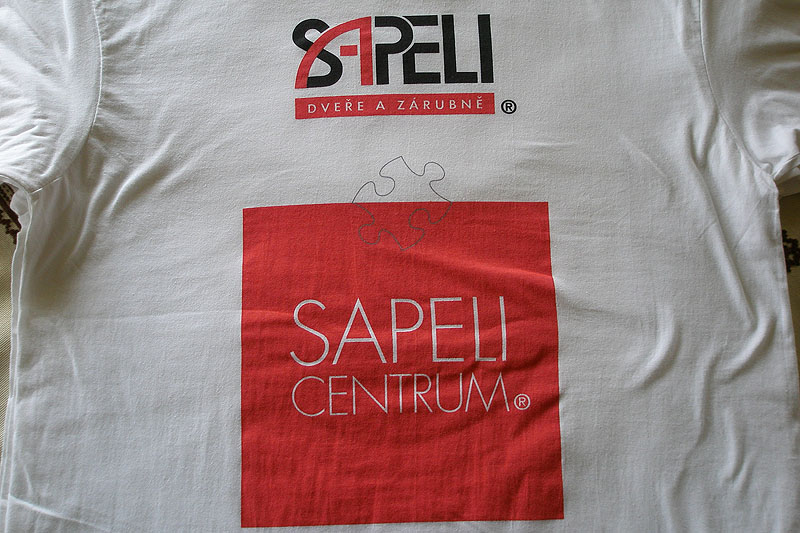 SAPELI
DVEŘE A ZÁRUBNĚ ®
SAPELI
CENTRUM®